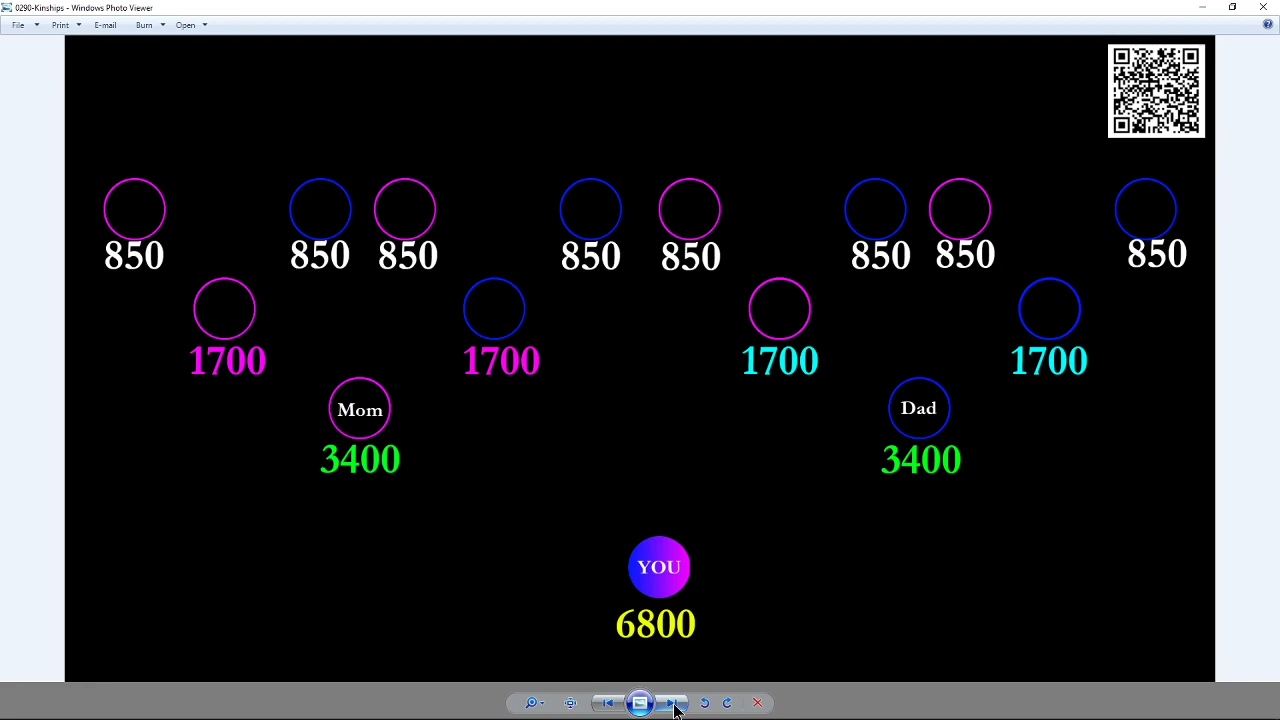 0290-Kinships - Windows Photo Viewer
File Print E-mail Burn Open
850 850 850 850 850 850 850 850
1700 1700 1700 1700
Mom Dad
3400 3400
YOU
6800